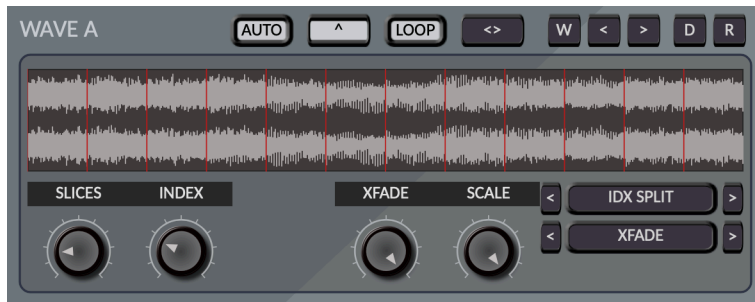 WAVE A AUTO ^ LOOP <> W < > D R
SLICES INDEX XFADE SCALE < IDX SPLIT >
< XFADE >